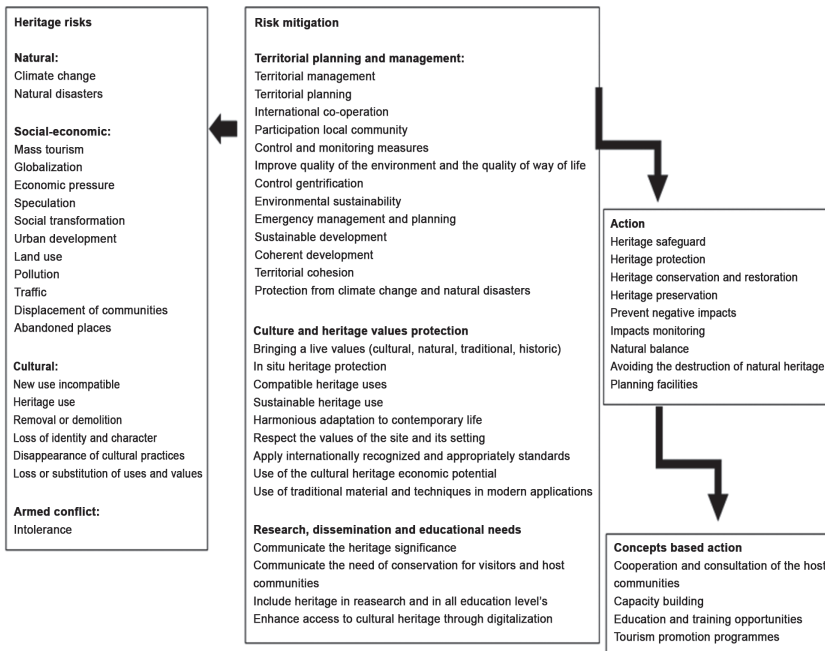 Heritage risks
Natural:
Climate change
Natural disasters
Social-economic:
Mass tourism
Globalization
Economic pressure
Speculation
Social transformation
Urban development
Land use
Pollution
Traffic
Displacement of communities
Abandoned places
Cultural:
New use incompatible
Heritage use
Removal or demolition
Loss of identity and character
Disappearance of cultural practices
Loss or substitution of uses and values
Armed conflict:
Intolerance
Risk mitigation
Territorial planning and management:
Territorial management
Territorial planning
International co-operation
Participation local community
Control and monitoring measures
Improve quality of the environment and the quality of way of life
Control gentrification
Environmental sustainability
Emergency management and planning
Sustainable development
Coherent development
Territorial cohesion
Protection from climate change and natural disasters
Culture and heritage values protection
Bringing a live values (cultural, natural, traditional, historic)
In situ heritage protection
Compatible heritage uses
Sustainable heritage use
Harmonious adaptation to contemporary life
Respect the values of the site and its setting
Apply internationally recognized and appropriately standards
Use of the cultural heritage economic potential
Use of traditional material and techniques in modern applications
Research, dissemination and educational needs
Communicate the heritage significance
Communicate the need of conservation for visitors and host
communities
Include heritage in reasearch and in all education level's
Enhance access to cultural heritage through digitalization
Action
Heritage safeguard
Heritage protection
Heritage conservation and restoration
Heritage preservation
Prevent negative impacts
Impacts monitoring
Natural balance
Avoiding the destruction of natural heritage
Planning facilities
Concepts based action
Cooperation and consultation of the host
communities
Capacity building
Education and training opportunities
Tourism promotion programmes